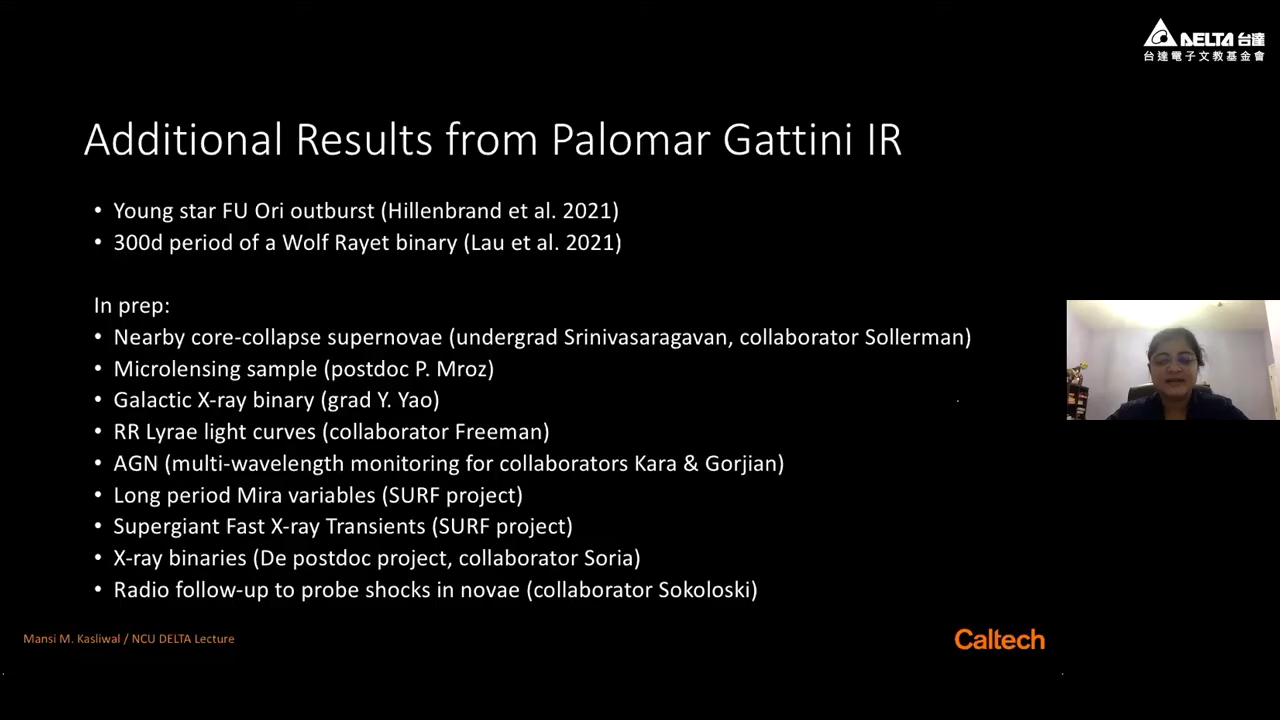 DELTA 台達
台達電子文教基金會
Additional Results from Palomar Gattini IR
• Young star FU Ori outburst (Hillenbrand et al. 2021)
• 300d period of a Wolf Rayet binary (Lau et al. 2021)
In prep:
• Nearby core-collapse supernovae (undergrad Srinivasaragavan, collaborator Sollerman)
• Microlensing sample (postdoc P. Mroz)
• Galactic X-ray binary (grad Y. Yao)
• RR Lyrae light curves (collaborator Freeman)
• AGN (multi-wavelength monitoring for collaborators Kara & Gorjian)
• Long period Mira variables (SURF project)
• Supergiant Fast X-ray Transients (SURF project)
• X-ray binaries (De postdoc project, collaborator Soria)
• Radio follow-up to probe shocks in novae (collaborator Sokoloski)
Mansi M. Kasliwal / NCU DELTA Lecture
Caltech